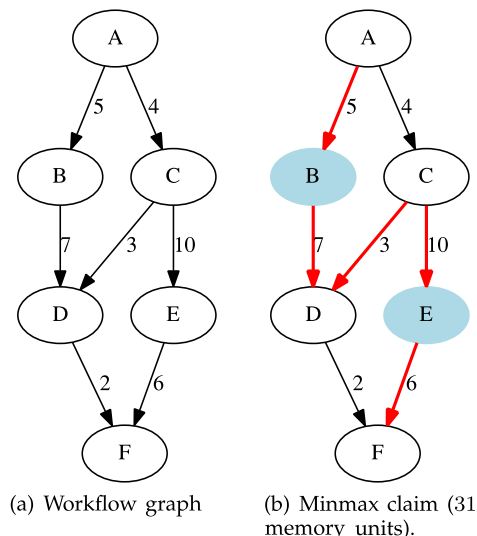 A
A
5
4
5
4
B
C
B
C
7
3
10
7
3
10
D
E
D
E
2
6
2
6
F
F
(a) Workflow graph
(b) Minmax claim (31
memory units).